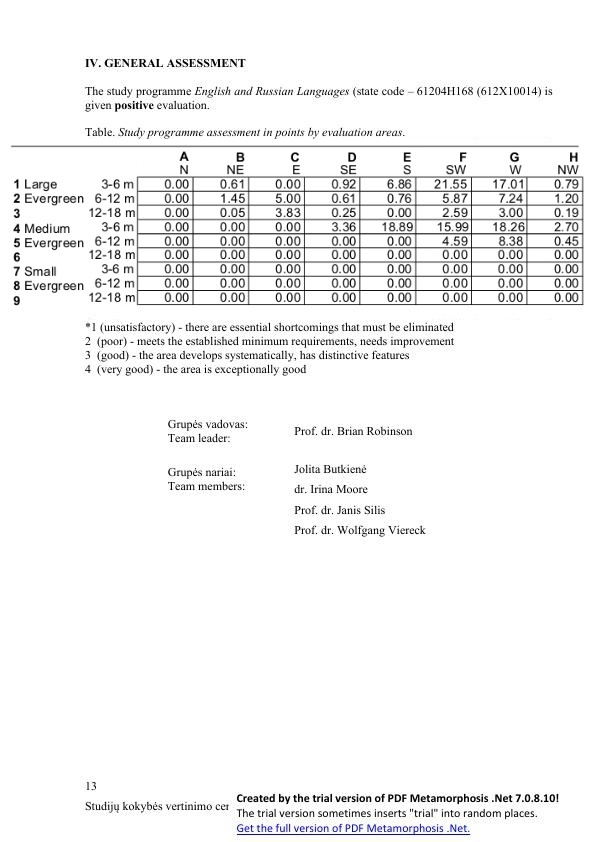 IV. GENERAL ASSESSMENT
The study programme English and Russian Languages (state code – 61204H168 (612X10014) is
given positive evaluation.
Table. Study programme assessment in points by evaluation areas.
A B C D E F G H
N NE E SE S SW W NW
1 Large 3-6 m 0.00 0.61 0.00 0.92 6.86 21.55 17.01 0.79
2 Evergreen 6-12 m 0.00 1.45 5.00 0.61 0.76 5.87 7.24 1.20
3 12-18 m 0.00 0.05 3.83 0.25 0.00 2.59 3.00 0.19
4 Medium 3-6 m 0.00 0.00 0.00 3.36 18.89 15.99 18.26 2.70
5 Evergreen 6-12 m 0.00 0.00 0.00 0.00 0.00 4.59 8.38 0.45
6 12-18 m 0.00 0.00 0.00 0.00 0.00 0.00 0.00 0.00
7 Small 3-6 m 0.00 0.00 0.00 0.00 0.00 0.00 0.00 0.00
8 Evergreen 6-12 m 0.00 0.00 0.00 0.00 0.00 0.00 0.00 0.00
9 12-18 m 0.00 0.00 0.00 0.00 0.00 0.00 0.00 0.00
*1 (unsatisfactory) - there are essential shortcomings that must be eliminated
2 (poor) - meets the established minimum requirements, needs improvement
3 (good) - the area develops systematically, has distinctive features
4 (very good) - the area is exceptionally good
Grupės vadovas:
Team leader:
Prof. dr. Brian Robinson
Grupės nariai:
Team members:
Jolita Butkienė
dr. Irina Moore
Prof. dr. Janis Silis
Prof. dr. Wolfgang Viereck
13
Studijų kokybės vertinimo cen
Created by the trial version of PDF Metamorphosis .Net 7.0.8.10!
The trial version sometimes inserts "trial" into random places.
Get the full version of PDF Metamorphosis .Net.